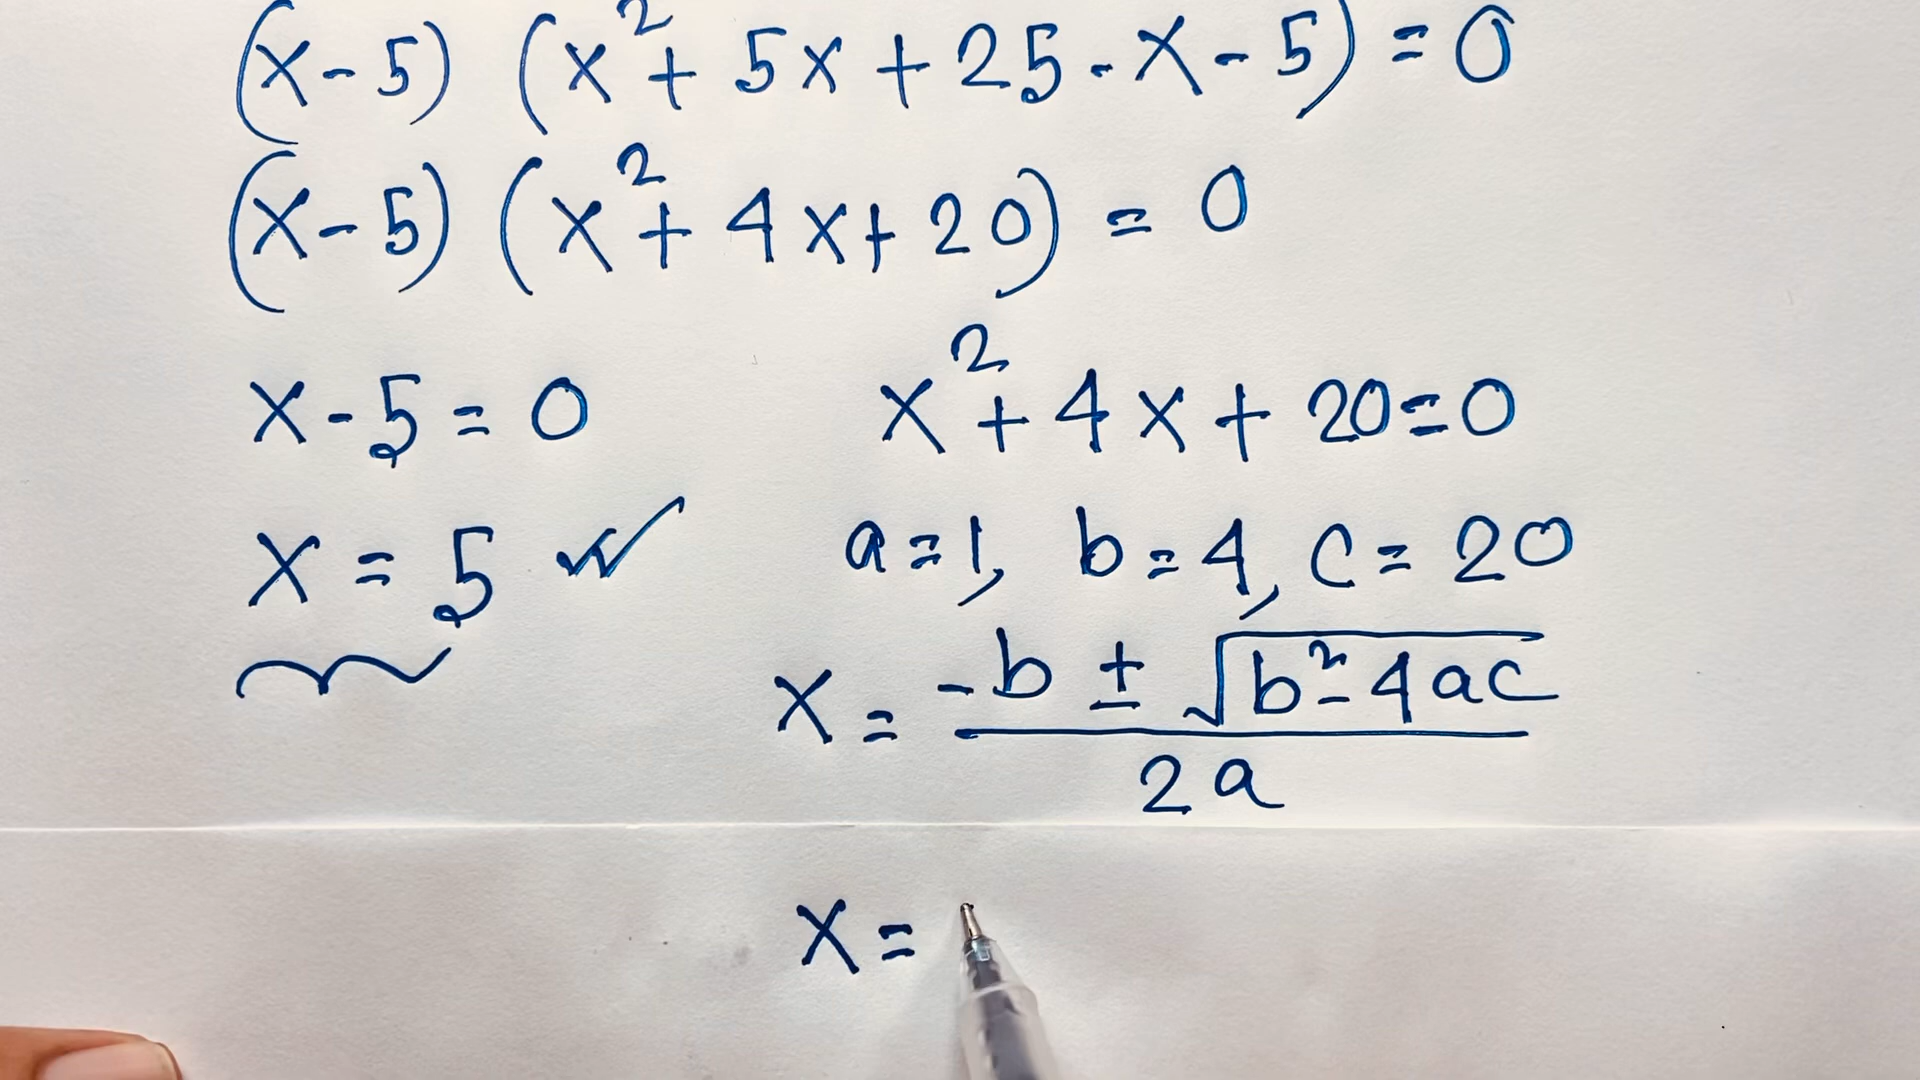 (x-5) (x²+5x+25-x-5)=0
(x-5) (x²+4x+20)=0
x-5=0
x=5 ✓
x²+4x+20=0
a=1, b=4, c=20
x = (-b ± √(b²-4ac)) / 2a
x=